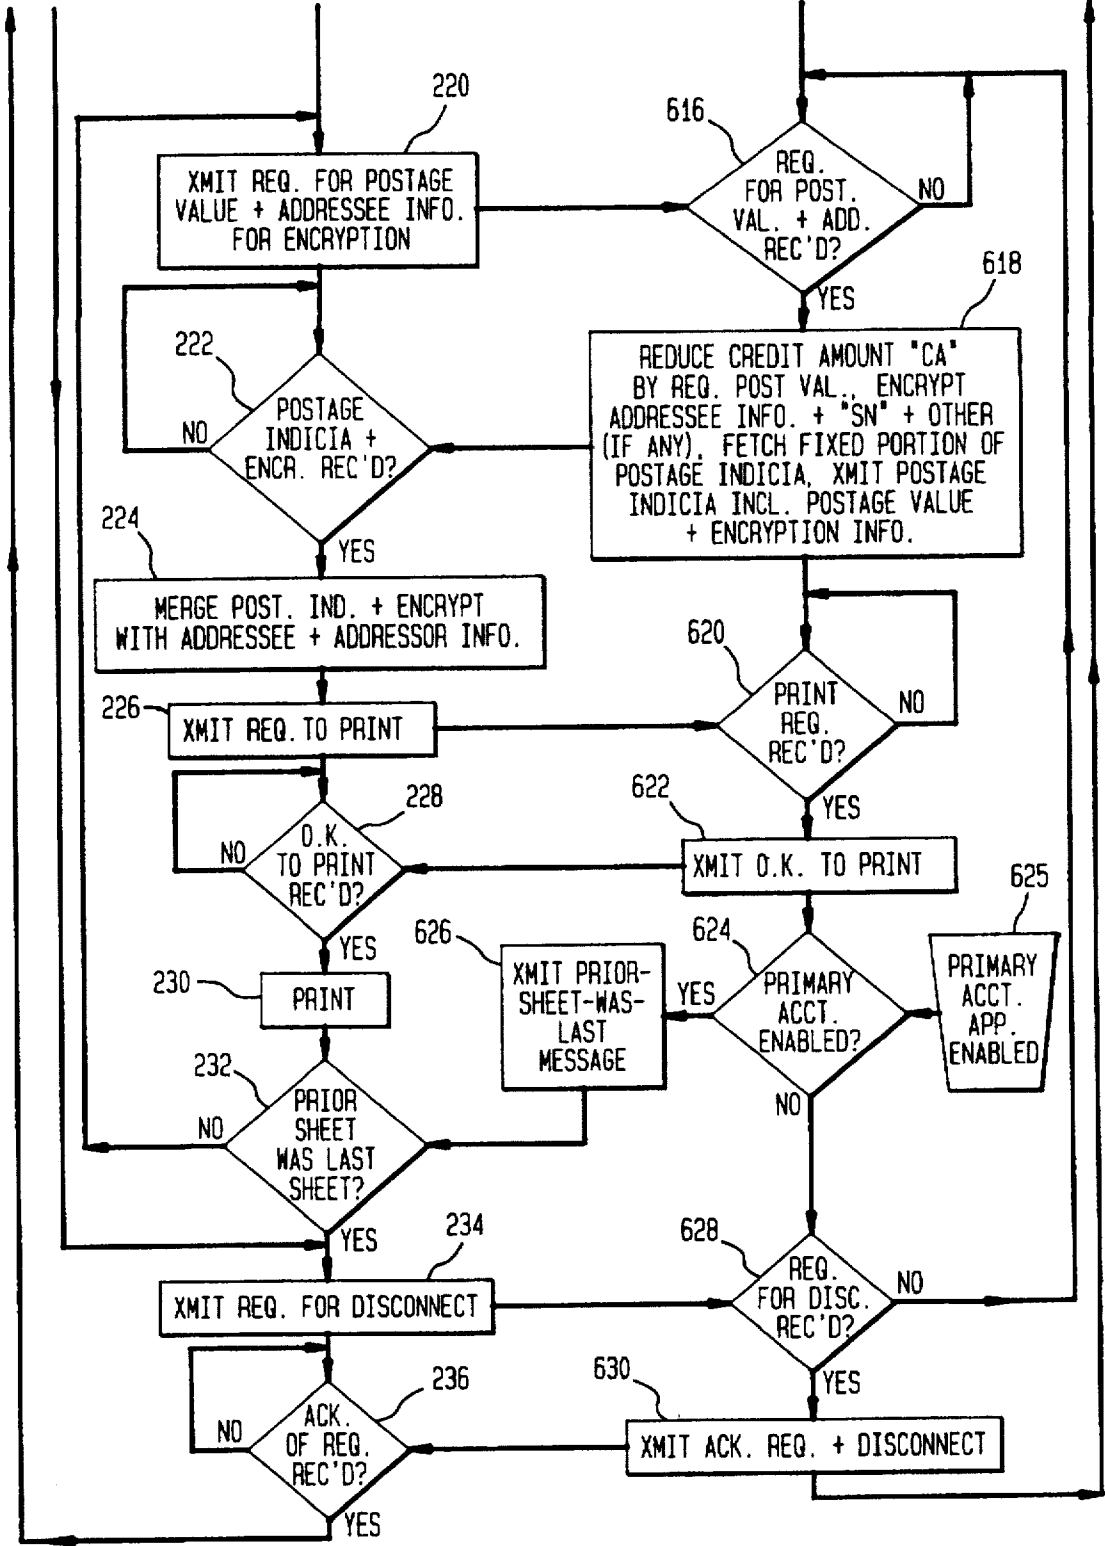 220
XMIT REQ. FOR POSTAGE
VALUE + ADDRESSEE INFO.
FOR ENCRYPTION
616
REQ.
FOR POST.
VAL. + ADD.
REC'D?
NO
YES
222
POSTAGE
INDICIA +
ENCR. REC'D?
NO
YES
618
REDUCE CREDIT AMOUNT "CA"
BY REQ. POST VAL., ENCRYPT
ADDRESSEE INFO. + "SN" + OTHER
(IF ANY), FETCH FIXED PORTION OF
POSTAGE INDICIA, XMIT POSTAGE
INDICIA INCL. POSTAGE VALUE
+ ENCRYPTION INFO.
224
MERGE POST. IND. + ENCRYPT
WITH ADDRESSEE + ADDRESSOR INFO.
620
PRINT
REQ.
REC'D?
NO
YES
226
XMIT REQ. TO PRINT
228
O.K.
TO PRINT
REC'D?
NO
YES
622
XMIT O.K. TO PRINT
624
PRIMARY
ACCT.
ENABLED?
YES
NO
625
PRIMARY
ACCT.
APP.
ENABLED
626
XMIT PRIOR-
SHEET-WAS-
LAST
MESSAGE
230
PRINT
232
PRIOR
SHEET
WAS LAST
SHEET?
NO
YES
234
XMIT REQ. FOR DISCONNECT
628
REQ.
FOR DISC.
REC'D?
NO
YES
236
ACK.
OF REQ.
REC'D?
NO
YES
630
XMIT ACK. REQ. + DISCONNECT